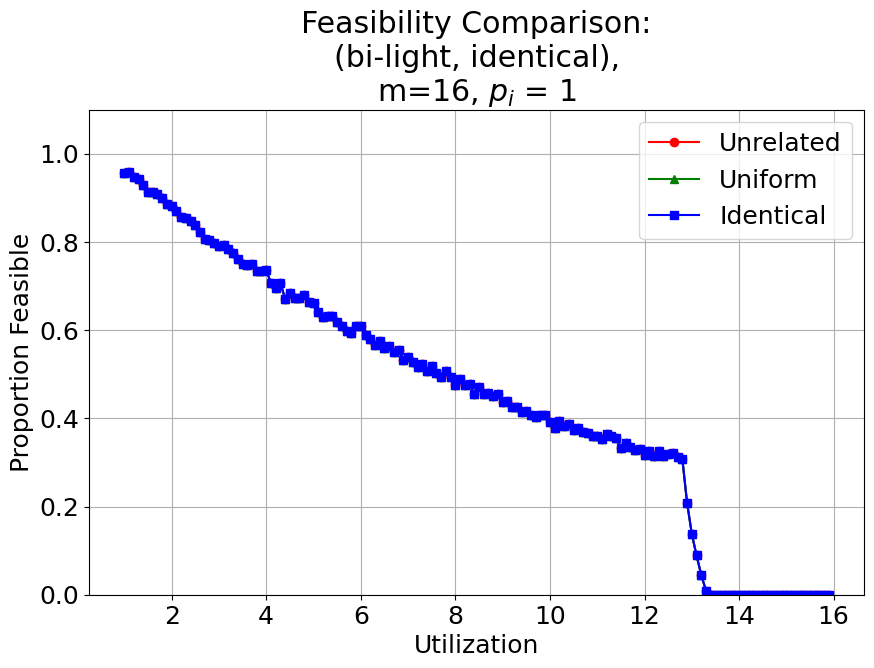 Feasibility Comparison:
(bi-light, identical),
m=16, $p_i$ = 1
Unrelated
Uniform
Identical
1.0
0.8
0.6
0.4
0.2
0.0
Proportion Feasible
2 4 6 8 10 12 14 16
Utilization